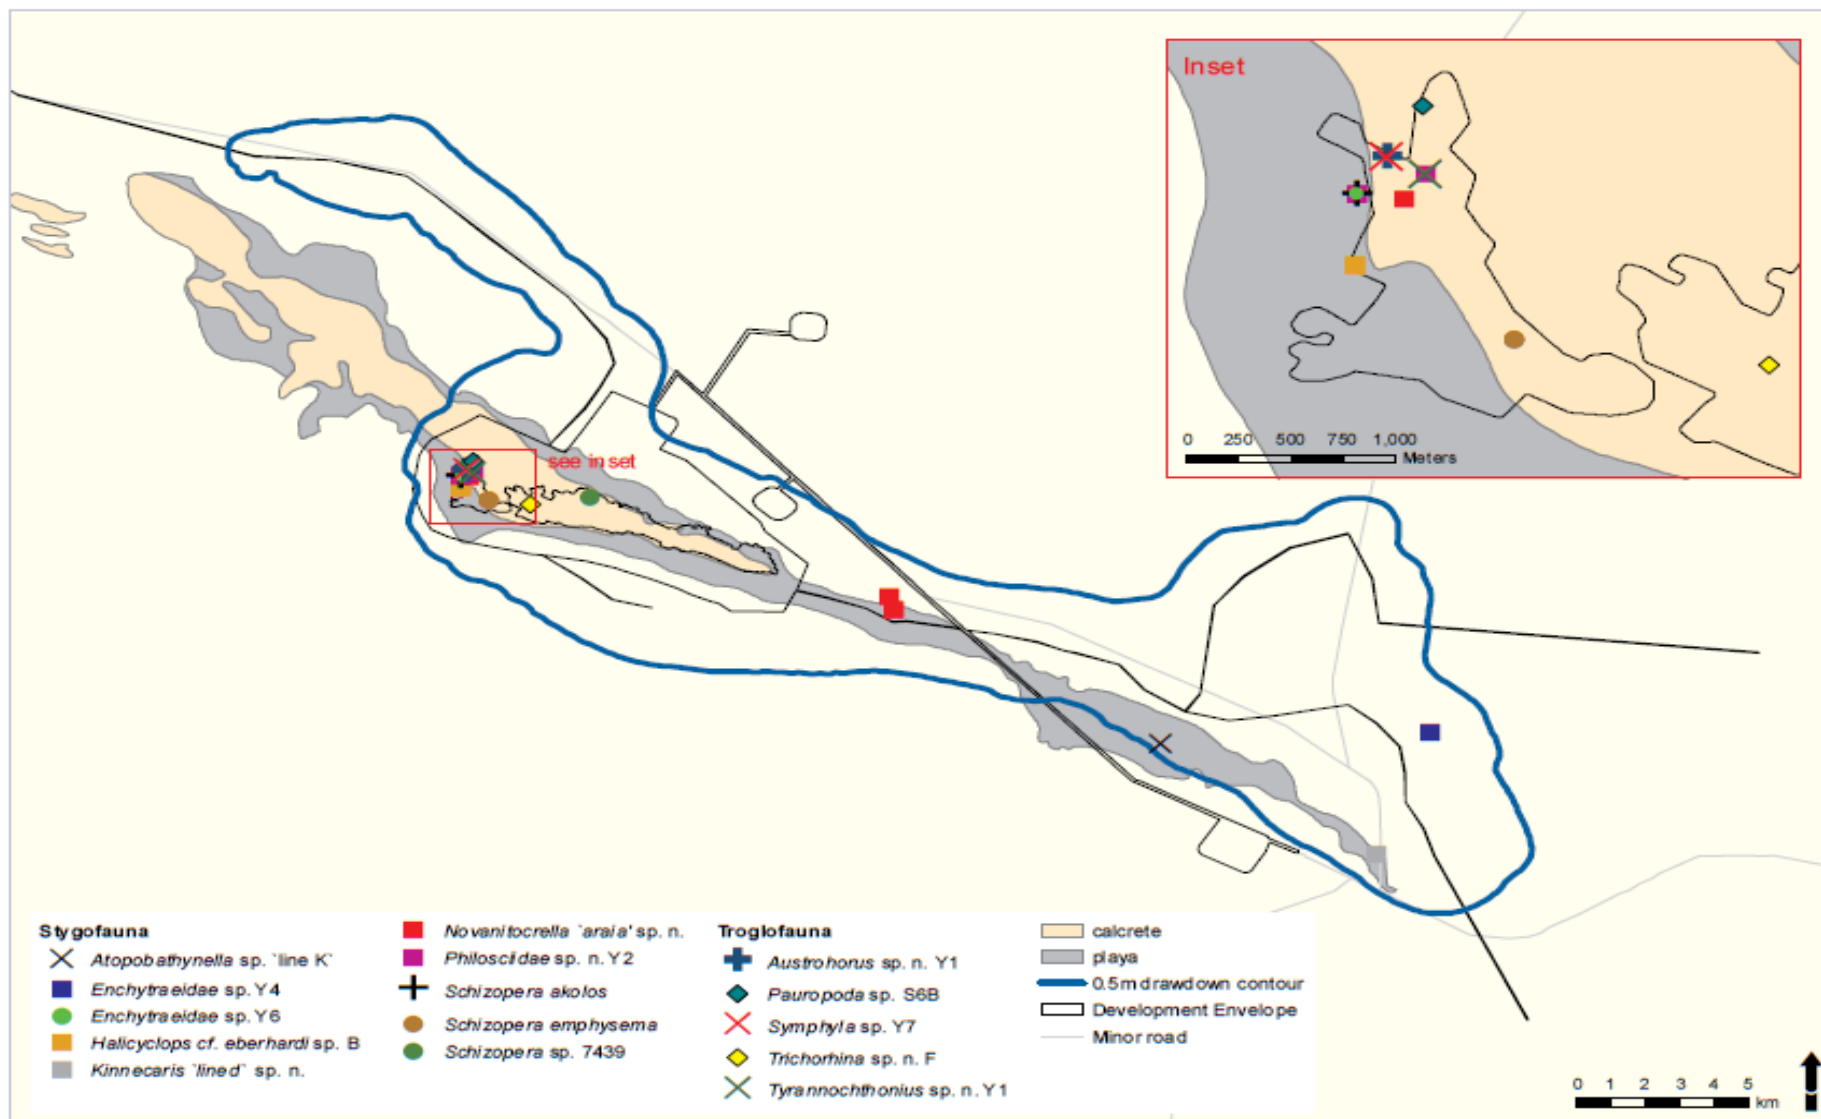 Inset
0 250 500 750 1,000
Meters
see inset
Stygofauna
Atopobathynella sp. `line K`
Enchytraeidae sp. Y4
Enchytraeidae sp. Y6
Halicyclops cf. eberhardi sp. B
Kinnecaris `lined` sp. n.
Novanitocrella `araia' sp. n.
Philosciidae sp. n. Y2
Schizopera akolos
Schizopera emphysema
Schizopera sp. 7439
Troglofauna
Austrohorus sp. n. Y1
Pauropoda sp. S6B
Symphyla sp. Y7
Trichorhina sp. n. F
Tyrannochthonius sp. n. Y1
calcrete
playa
0.5m drawdown contour
Development Envelope
Minor road
0 1 2 3 4 5
km